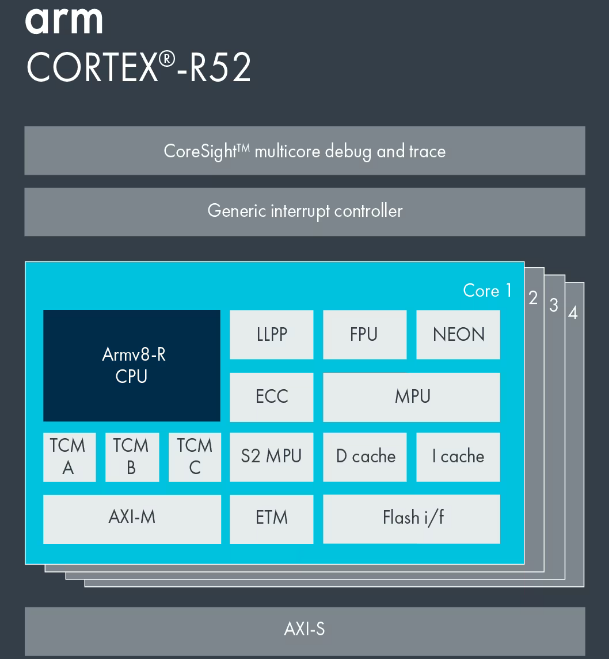 arm
CORTEX®-R52
CoreSight™ multicore debug and trace
Generic interrupt controller
Core 1
2
3
4
Armv8-R
CPU
LLPP
FPU
NEON
ECC
MPU
TCM
A
TCM
B
TCM
C
S2 MPU
D cache
I cache
AXI-M
ETM
Flash i/f
AXI-S